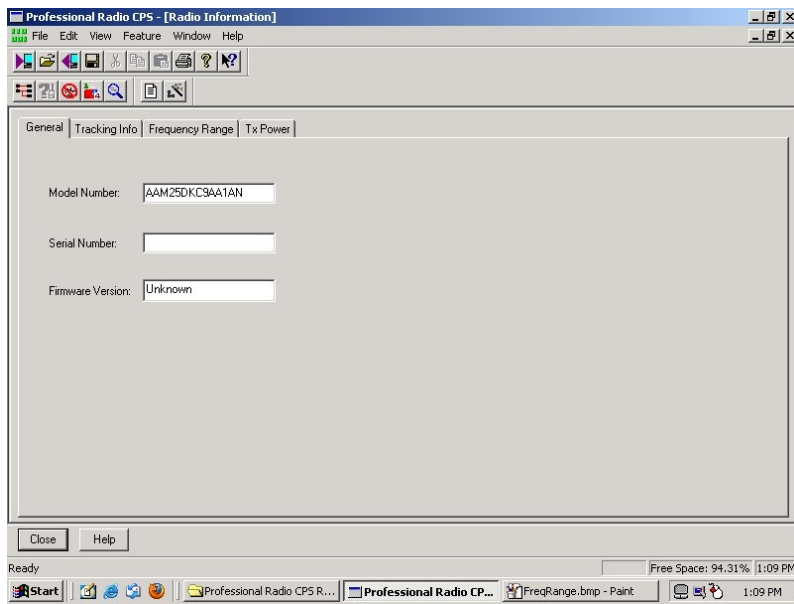 Professional Radio CPS - [Radio Information]
File Edit View Feature Window Help
General Tracking Info Frequency Range Tx Power
Model Number: AAM25DKC9AA1AN
Serial Number:
Firmware Version: Unknown
Close Help
Ready Free Space: 94.31% 1:09 PM
Start Professional Radio CPS R... Professional Radio CP... FreqRange.bmp - Paint 1:09 PM